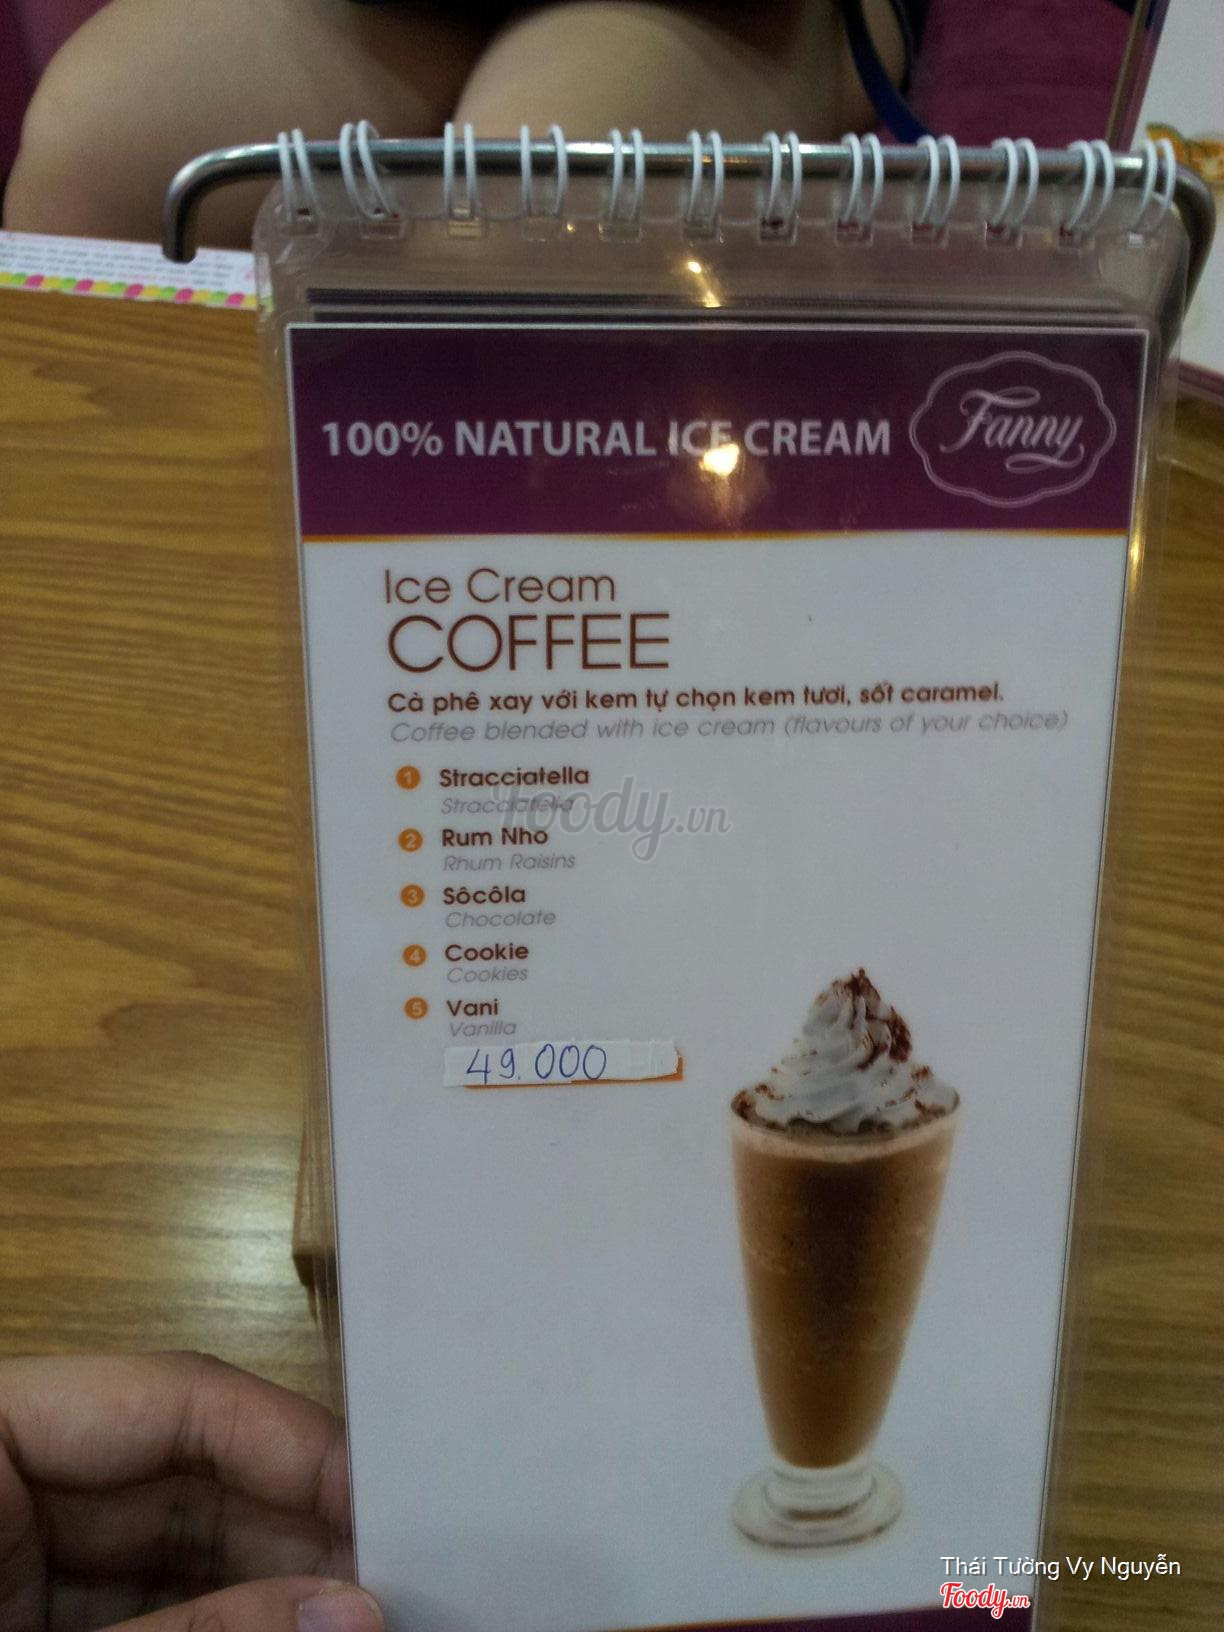 100% NATURAL ICE CREAM
Fanny
Ice Cream
COFFEE
Cà phê xay với kem tự chọn kem tươi, sốt caramel.
Coffee blended with ice cream (flavours of your choice)
1 Stracciatella
Stracciatella
2 Rum Nho
Rhum Raisins
3 Sôcôla
Chocolate
4 Cookie
Cookies
5 Vani
Vanilla
49.000
Foody.vn
Thái Tường Vy Nguyễn
Foody.vn